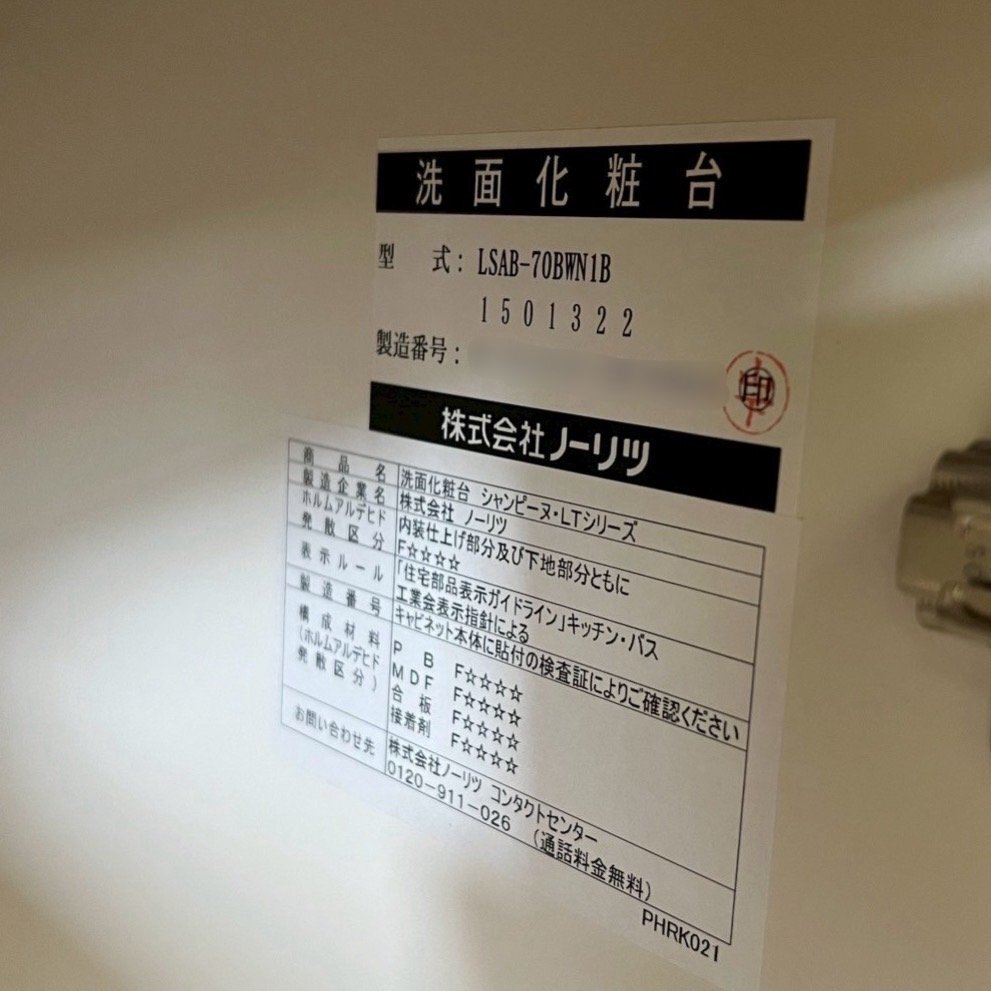 洗面化粧台
型 式: LSAB-70BWN1B
1501322
製造番号:
印
株式会社ノーリツ
商品名 洗面化粧台 シャンピーヌ・LTシリーズ
製造企業名 株式会社 ノーリツ
ホルムアルデヒド 内装仕上げ部分及び下地部分ともに
発散区分 F☆☆☆☆
表示ルール 「住宅部品表示ガイドライン」キッチン・バス
工業会表示指針による
製造番号 キャビネット本体に貼付の検査証によりご確認ください
構成材料 PB F☆☆☆☆
(ホルムアルデヒド MDF F☆☆☆☆
発散区分) 合板 F☆☆☆☆
接着剤 F☆☆☆☆
お問い合わせ先 株式会社ノーリツ コンタクトセンター
0120-911-026 (通話料金無料)
PHRK021